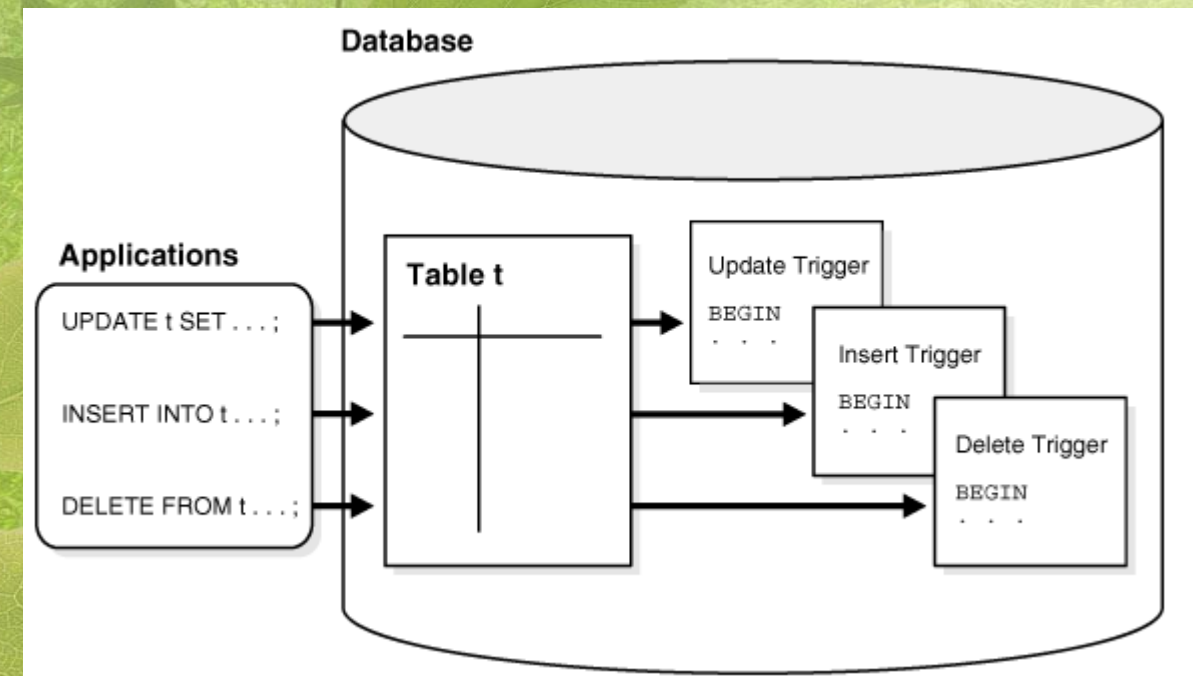 Database
Applications
UPDATE t SET . . . ;
INSERT INTO t . . . ;
DELETE FROM t . . . ;
Table t
Update Trigger
BEGIN
. . .
Insert Trigger
BEGIN
. . .
Delete Trigger
BEGIN
. . .